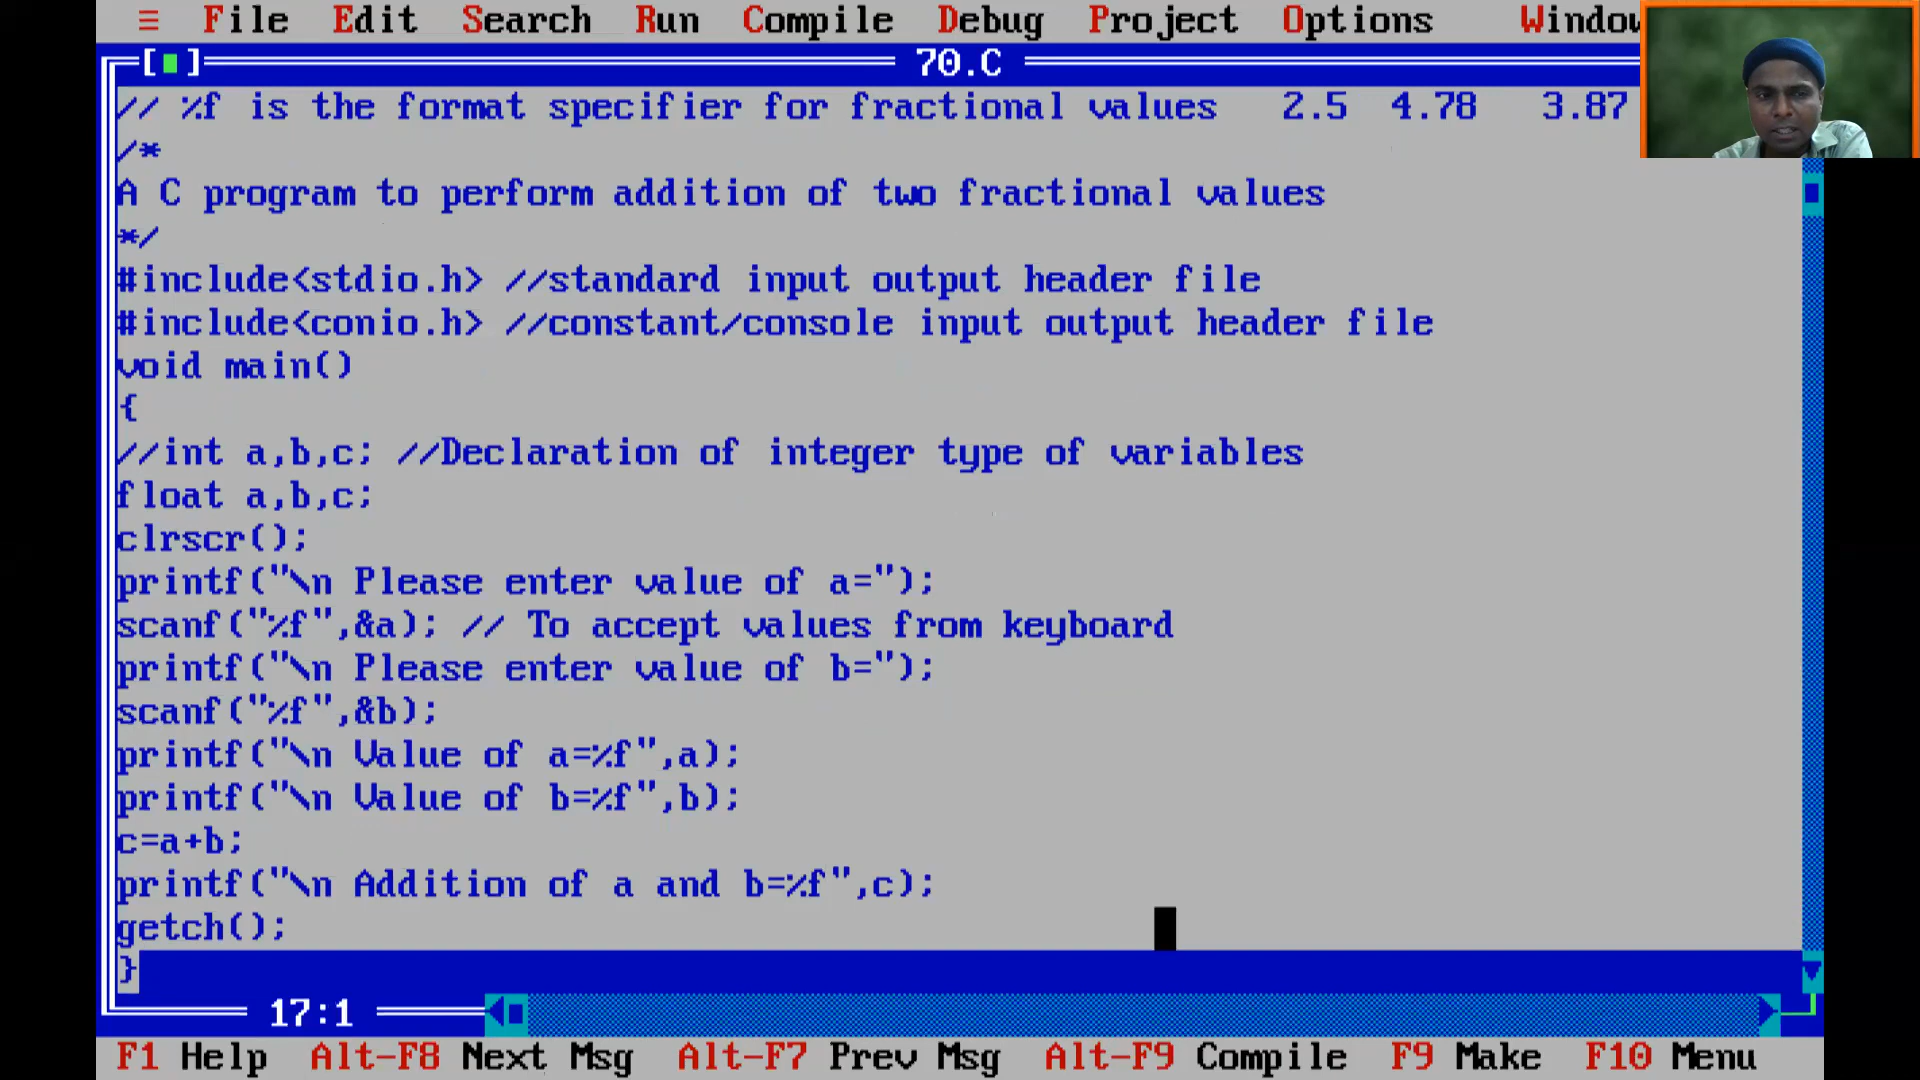 ≡ File Edit Search Run Compile Debug Project Options Window
[■] 70.C
// %f is the format specifier for fractional values 2.5 4.78 3.87
/*
A C program to perform addition of two fractional values
*/
#include<stdio.h> //standard input output header file
#include<conio.h> //constant/console input output header file
void main()
{
//int a,b,c; //Declaration of integer type of variables
float a,b,c;
clrscr();
printf("\n Please enter value of a=");
scanf("%f",&a); // To accept values from keyboard
printf("\n Please enter value of b=");
scanf("%f",&b);
printf("\n Value of a=%f",a);
printf("\n Value of b=%f",b);
c=a+b;
printf("\n Addition of a and b=%f",c);
getch();
}
17:1
F1 Help Alt-F8 Next Msg Alt-F7 Prev Msg Alt-F9 Compile F9 Make F10 Menu